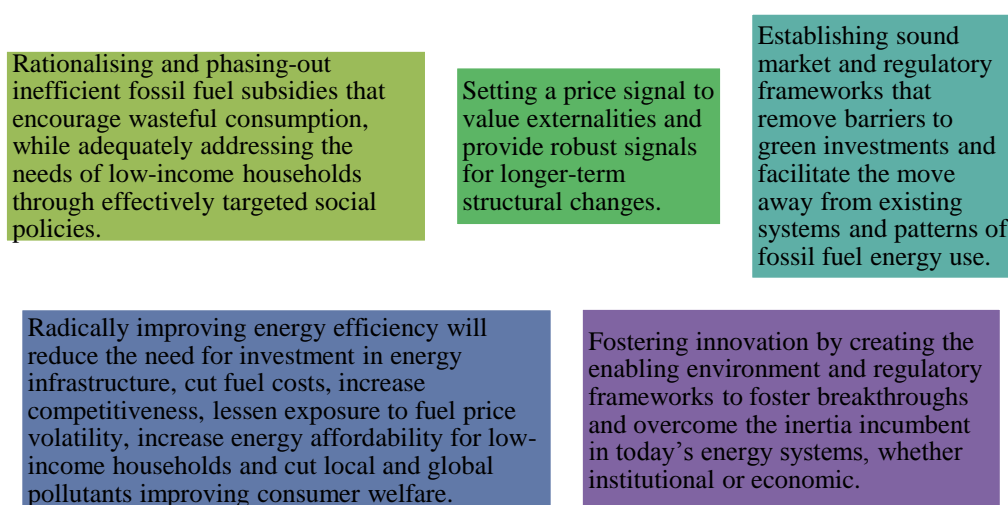 Rationalising and phasing-out
inefficient fossil fuel subsidies that
encourage wasteful consumption,
while adequately addressing the
needs of low-income households
through effectively targeted social
policies.
Setting a price signal to
value externalities and
provide robust signals
for longer-term
structural changes.
Establishing sound
market and regulatory
frameworks that
remove barriers to
green investments and
facilitate the move
away from existing
systems and patterns of
fossil fuel energy use.
Radically improving energy efficiency will
reduce the need for investment in energy
infrastructure, cut fuel costs, increase
competitiveness, lessen exposure to fuel price
volatility, increase energy affordability for low-
income households and cut local and global
pollutants improving consumer welfare.
Fostering innovation by creating the
enabling environment and regulatory
frameworks to foster breakthroughs
and overcome the inertia incumbent
in today’s energy systems, whether
institutional or economic.